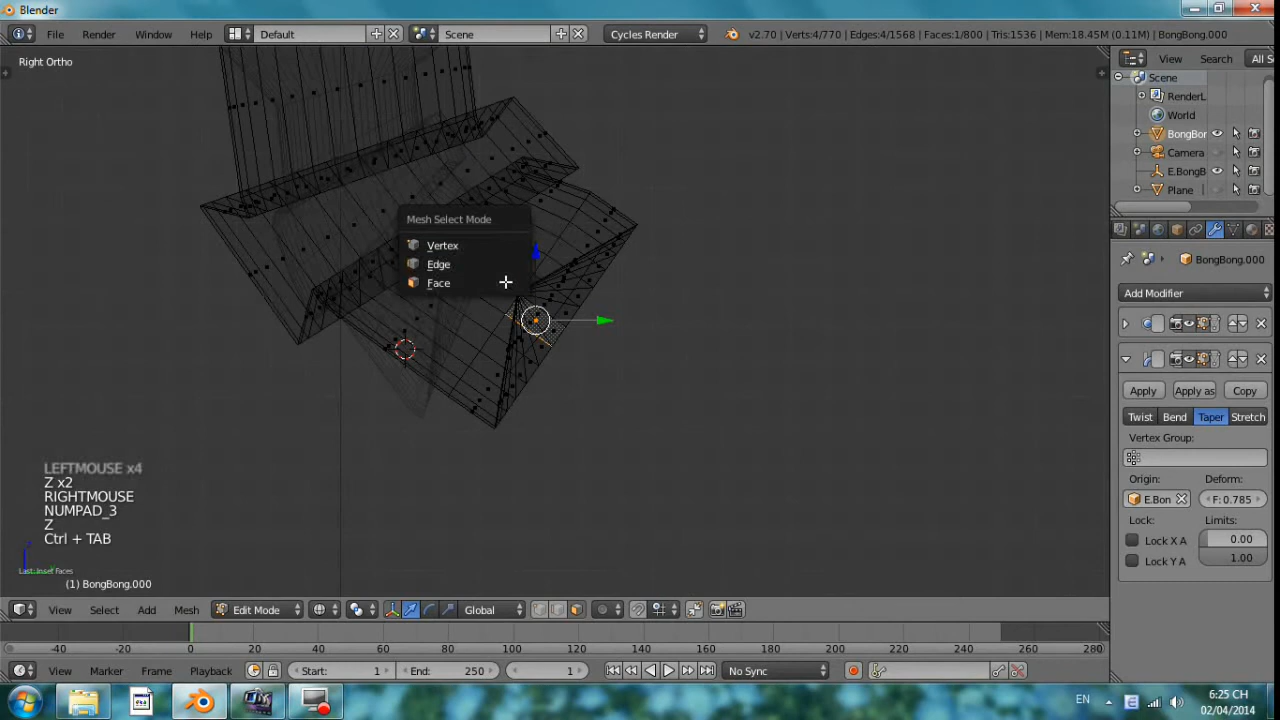 Blender
File Render Window Help Default Scene Cycles Render v2.70 | Verts:4/770 | Edges:4/1568 | Faces:1/800 | Tris:1536 | Mem:18.45M (0.11M) | BongBong.000
Right Ortho
View Search All S
Scene
RenderL
World
BongBor
Camera
E.BongB
Plane
Mesh Select Mode
Vertex
Edge
Face
BongBong.000
Add Modifier
Apply Apply as Copy
Twist Bend Taper Stretch
Vertex Group:
Origin: Deform:
E.Bon F: 0.785
Lock: Limits:
Lock X A 0.00
Lock Y A 1.00
LEFTMOUSE x4
Z x2
RIGHTMOUSE
NUMPAD_3
Z
Ctrl + TAB
Last: Inset Faces
(1) BongBong.000
View Select Add Mesh Edit Mode Global
-40 -20 0 20 40 60 80 100 120 140 160 180 200 220 240 260 280
View Marker Frame Playback Start: 1 End: 250 1 No Sync
EN 6:25 CH
02/04/2014